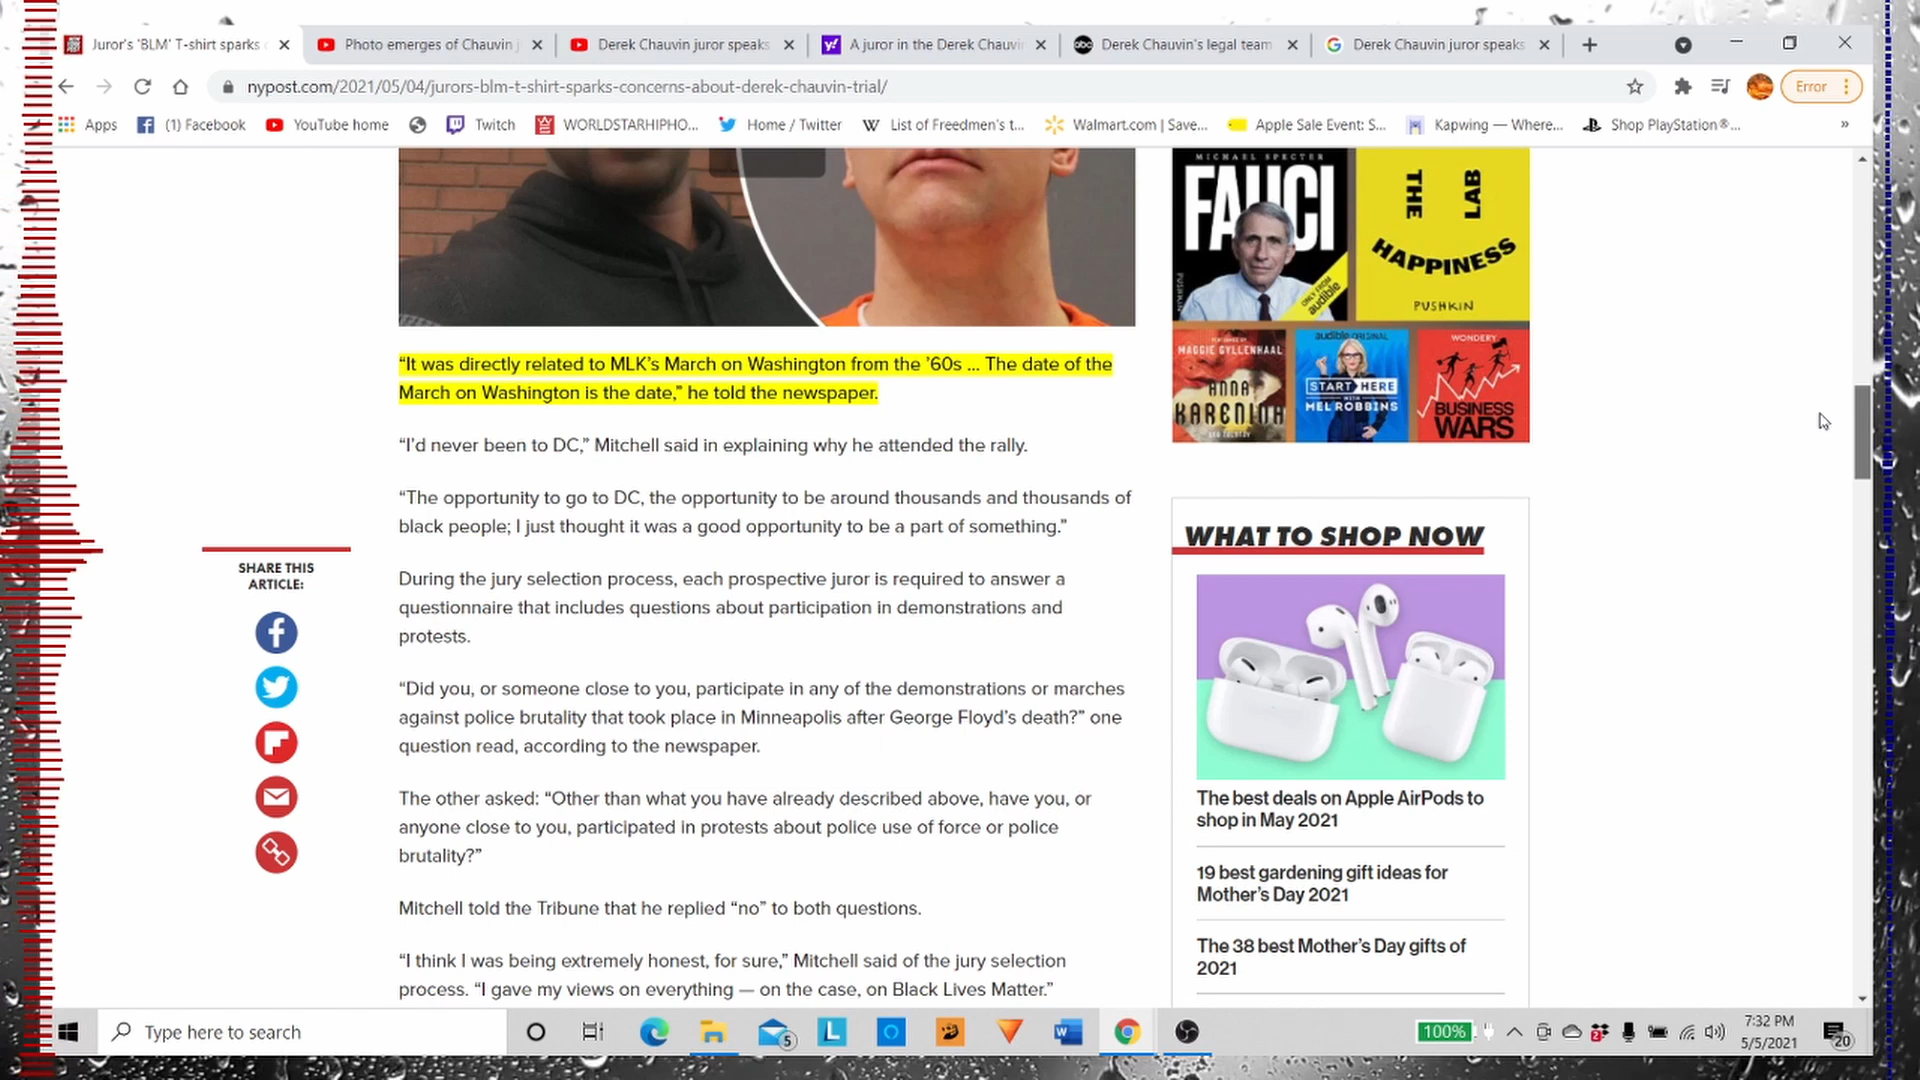 Juror's 'BLM' T-shirt sparks c
Photo emerges of Chauvin j
Derek Chauvin juror speaks
A juror in the Derek Chauvi
Derek Chauvin's legal team
Derek Chauvin juror speaks
nypost.com/2021/05/04/jurors-blm-t-shirt-sparks-concerns-about-derek-chauvin-trial/
Error
Apps
(1) Facebook
YouTube home
Twitch
WORLDSTARHIPHO...
Home / Twitter
List of Freedmen's t...
Walmart.com | Save...
Apple Sale Event: S...
Kapwing — Where...
Shop PlayStation®...
»
MICHAEL SPECTER
FAUCI
PUSHKIN
ONLY FROM audible
THE HAPPINESS LAB
PUSHKIN
PERFORMED BY
MAGGIE GYLLENHAAL
ANNA KARENINA
LEO TOLSTOY
audible ORIGINAL
START HERE
WITH
MEL ROBBINS
WONDERY
BUSINESS WARS
“It was directly related to MLK’s March on Washington from the ’60s … The date of the
March on Washington is the date,” he told the newspaper.
“I’d never been to DC,” Mitchell said in explaining why he attended the rally.
“The opportunity to go to DC, the opportunity to be around thousands and thousands of
black people; I just thought it was a good opportunity to be a part of something.”
During the jury selection process, each prospective juror is required to answer a
questionnaire that includes questions about participation in demonstrations and
protests.
“Did you, or someone close to you, participate in any of the demonstrations or marches
against police brutality that took place in Minneapolis after George Floyd’s death?” one
question read, according to the newspaper.
The other asked: “Other than what you have already described above, have you, or
anyone close to you, participated in protests about police use of force or police
brutality?”
Mitchell told the Tribune that he replied “no” to both questions.
“I think I was being extremely honest, for sure,” Mitchell said of the jury selection
process. “I gave my views on everything — on the case, on Black Lives Matter.”
SHARE THIS
ARTICLE:
WHAT TO SHOP NOW
The best deals on Apple AirPods to
shop in May 2021
19 best gardening gift ideas for
Mother’s Day 2021
The 38 best Mother’s Day gifts of
2021
Type here to search
5
100%
2
7:32 PM
5/5/2021
20